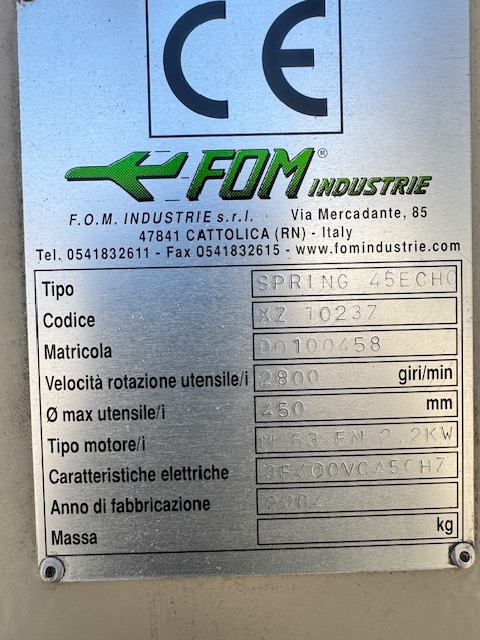 CE
FOM® INDUSTRIE
F.O.M. INDUSTRIE s.r.l. Via Mercadante, 85
47841 CATTOLICA (RN) - Italy
Tel. 0541832611 - Fax 0541832615 - www.fomindustrie.com
Tipo SPRING 45ECHO
Codice XZ 10237
Matricola 00100458
Velocità rotazione utensile/i 2800 giri/min
Ø max utensile/i 450 mm
Tipo motore/i M 63 FM 2.2KW
Caratteristiche elettriche 3F400VCA50HZ
Anno di fabbricazione 2004
Massa kg